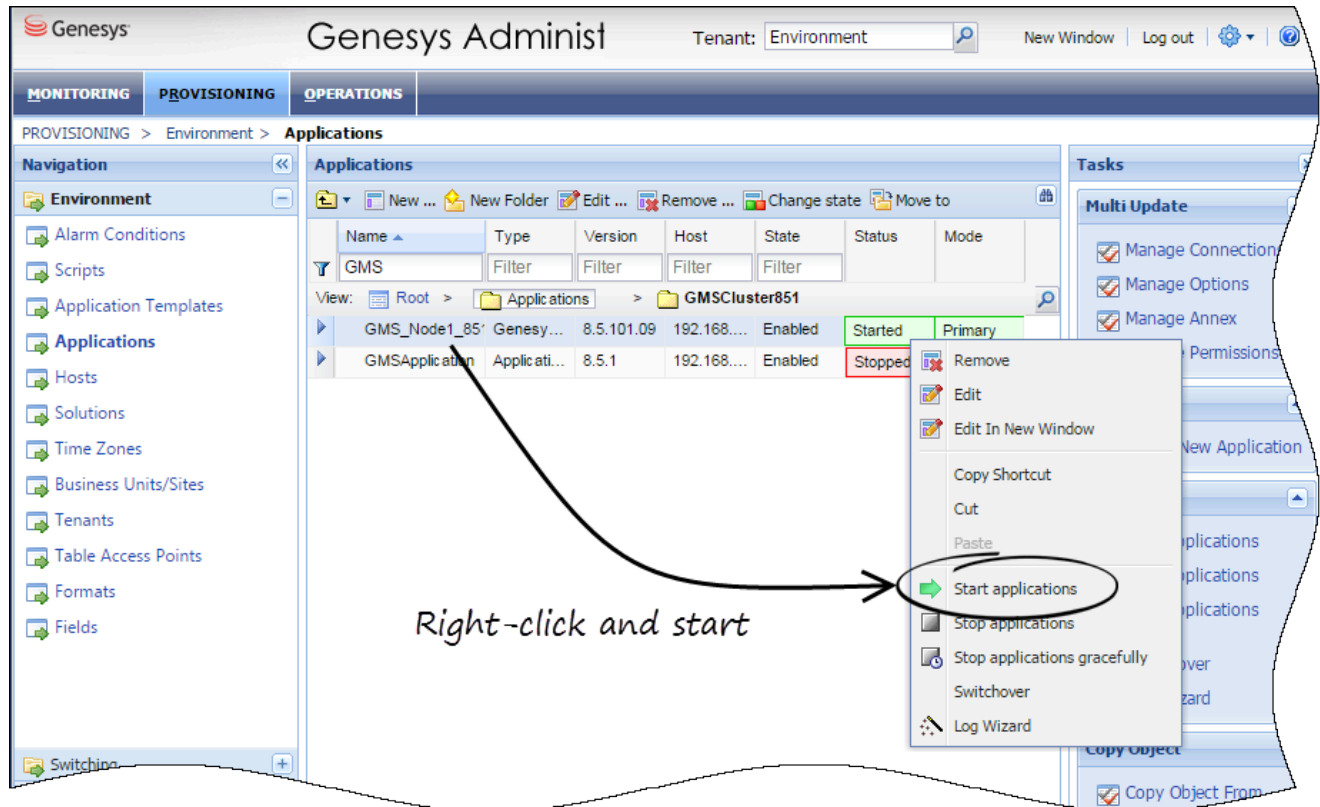 Genesys
Genesys Administ
Tenant: Environment
New Window Log out
MONITORING PROVISIONING OPERATIONS
PROVISIONING > Environment > Applications
Navigation
Environment
Alarm Conditions
Scripts
Application Templates
Applications
Hosts
Solutions
Time Zones
Business Units/Sites
Tenants
Table Access Points
Formats
Fields
Switching
Applications
New ... New Folder Edit ... Remove ... Change state Move to
Name Type Version Host State Status Mode
GMS Filter Filter Filter Filter
View: Root > Applications > GMSCluster851
GMS_Node1_851 Genesy... 8.5.101.09 192.168.... Enabled Started Primary
GMSApplication Applicati... 8.5.1 192.168.... Enabled Stopped
Remove
Edit
Edit In New Window
Copy Shortcut
Cut
Paste
Start applications
Stop applications
Stop applications gracefully
Switchover
Log Wizard
Right-click and start
Tasks
Multi Update
Manage Connection
Manage Options
Manage Annex
Permissions
New Application
pplications
pplications
pplications
over
zard
Copy Object
Copy Object From